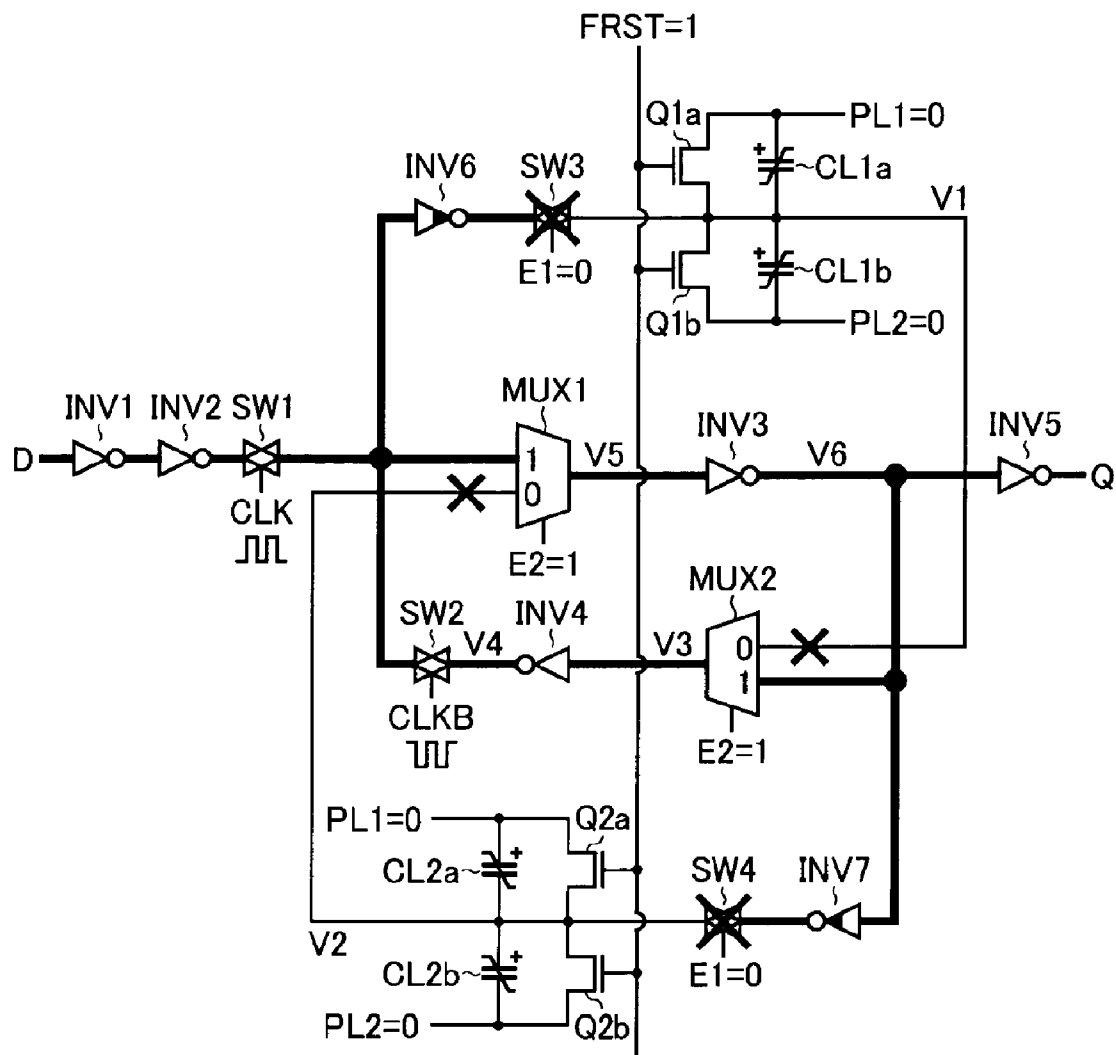 FRST=1
Q1a
PL1=0
INV6
SW3
+
CL1a
V1
E1=0
+
CL1b
Q1b
PL2=0
MUX1
INV1
INV2
SW1
INV3
INV5
D
1
V5
V6
Q
0
CLK
E2=1
MUX2
SW2
INV4
V4
V3
0
1
CLKB
E2=1
PL1=0
Q2a
+
CL2a
SW4
INV7
V2
+
CL2b
E1=0
PL2=0
Q2b